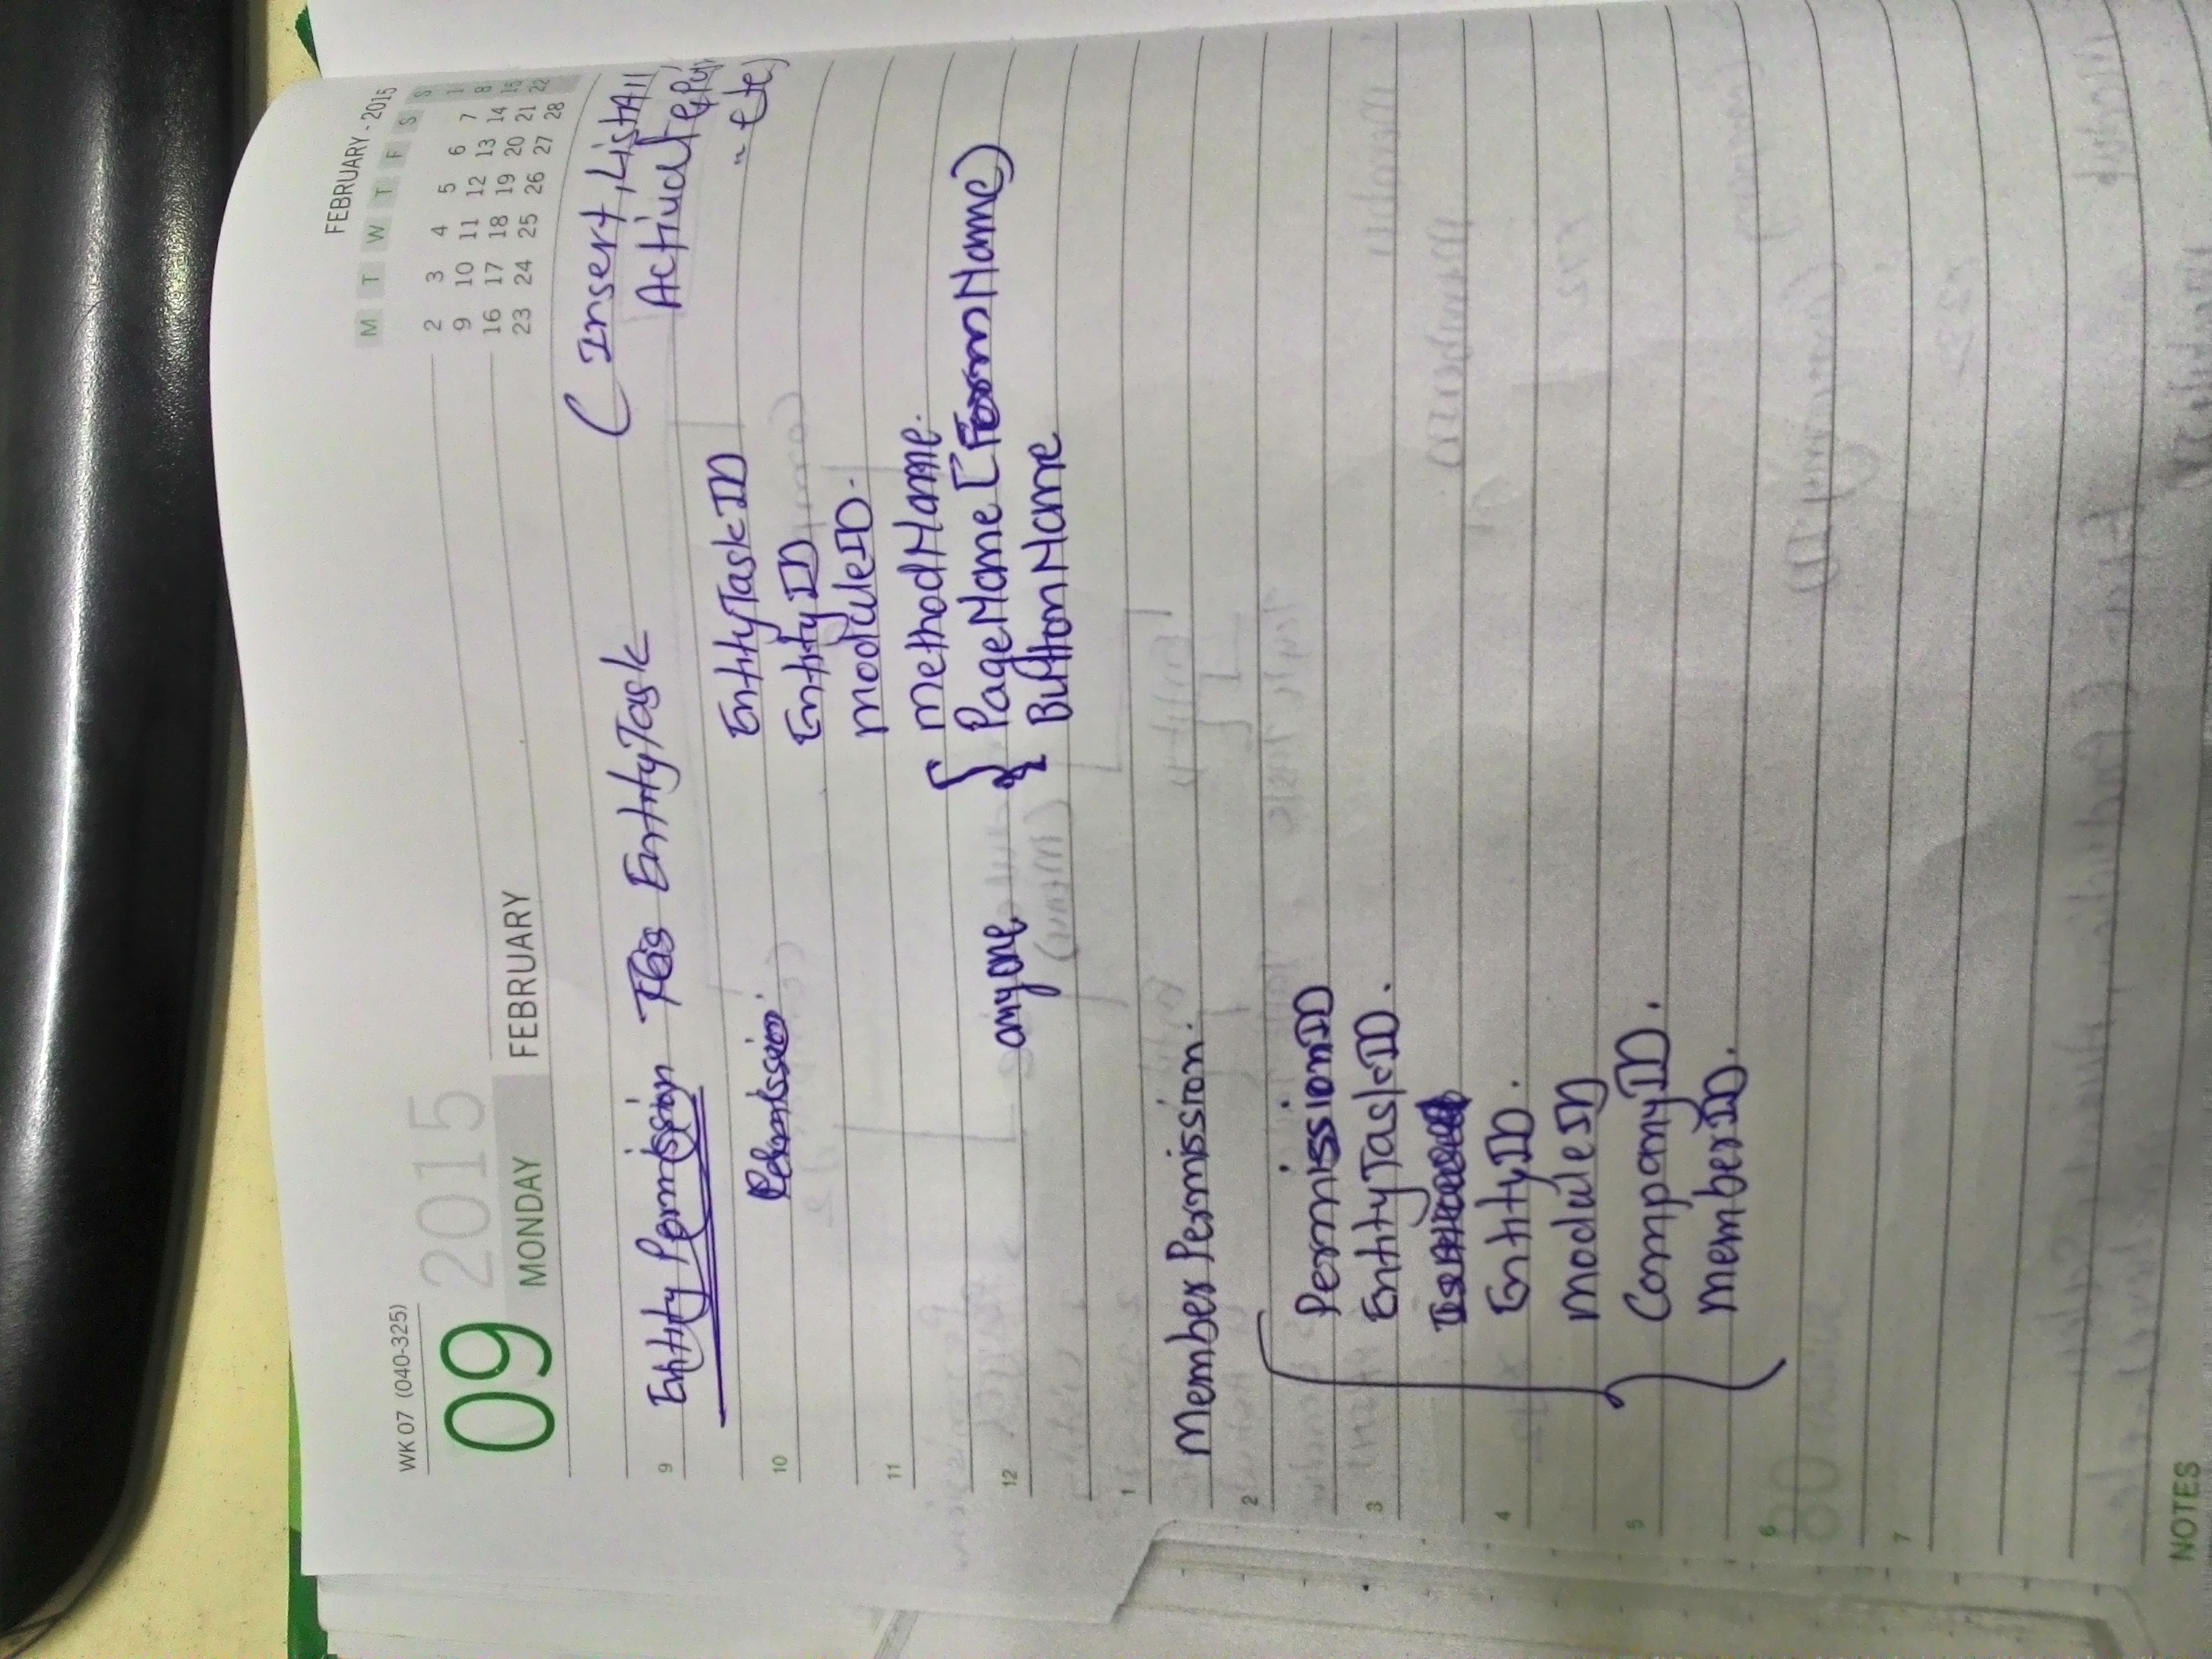 FEBRUARY - 2015
M T W T F S S
1
2 3 4 5 6 7 8
9 10 11 12 13 14 15
16 17 18 19 20 21 22
23 24 25 26 27 28
WK 07 (040-325)
09 2015
MONDAY FEBRUARY
( Insert, ListAll,
Activate,
etc)
9 Entity Permission EntityTask
10 Permission
EntityTaskID
EntityID
ModuleID
11
MethodName
12 anyone { PageName [FormName)
ButtonName
1
Member Permission
2
PermissionID
3 EntityTaskID.
4 EntityID.
ModuleID
5 CompanyID.
MemberID.
6
7
NOTES